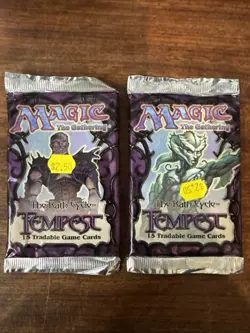 MAGIC
The Gathering
The Rath Cycle
TEMPEST
15 Tradable Game Cards
MAGIC
The Gathering
The Rath Cycle
TEMPEST
15 Tradable Game Cards